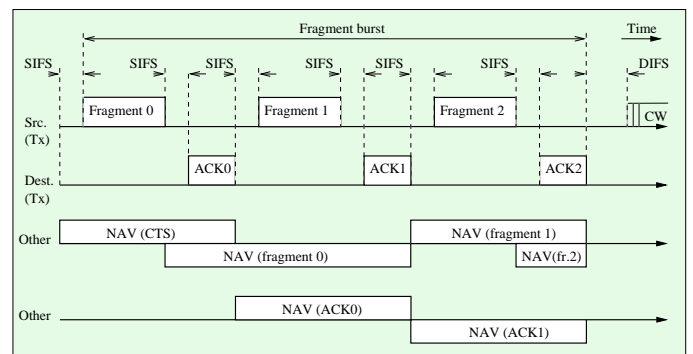 Fragment burst Time
SIFS SIFS SIFS SIFS SIFS SIFS DIFS
Src. (Tx) Fragment 0 Fragment 1 Fragment 2 CW
Dest. (Tx) ACK0 ACK1 ACK2
Other NAV (CTS) NAV (fragment 1)
NAV (fragment 0) NAV(fr.2)
Other NAV (ACK0)
NAV (ACK1)